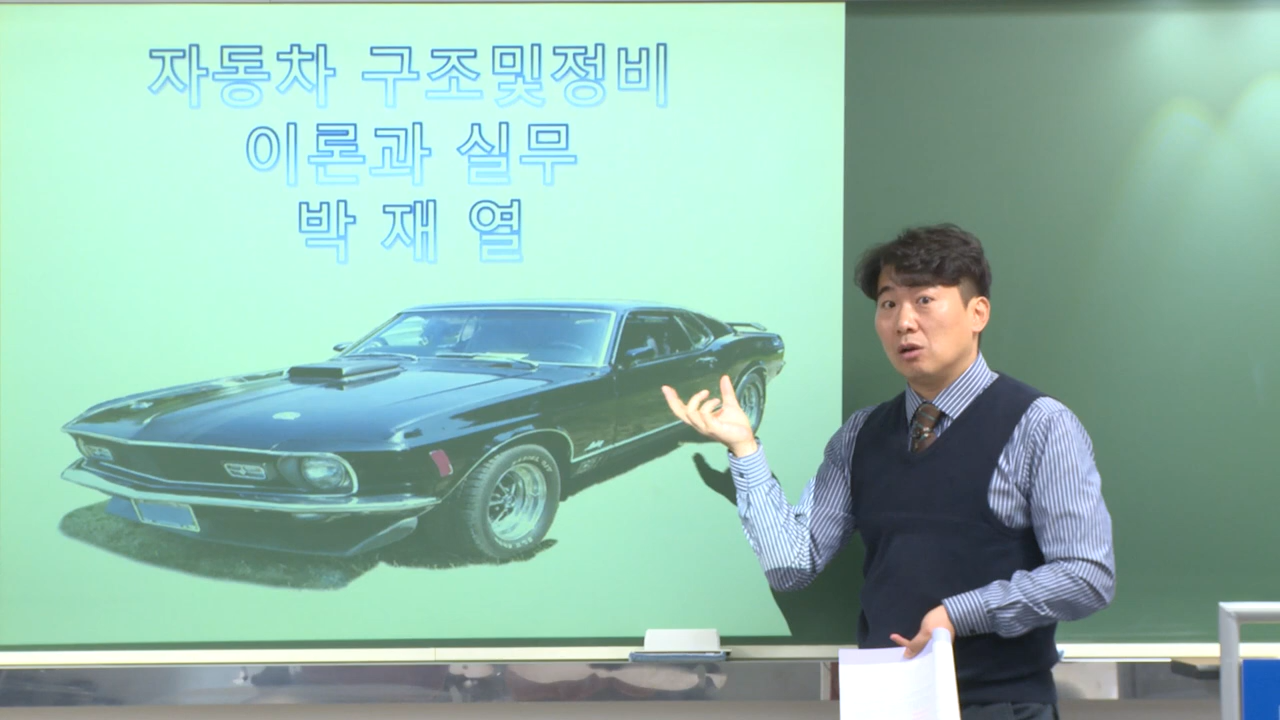 자동차 구조및정비
이론과 실무
박 재 열